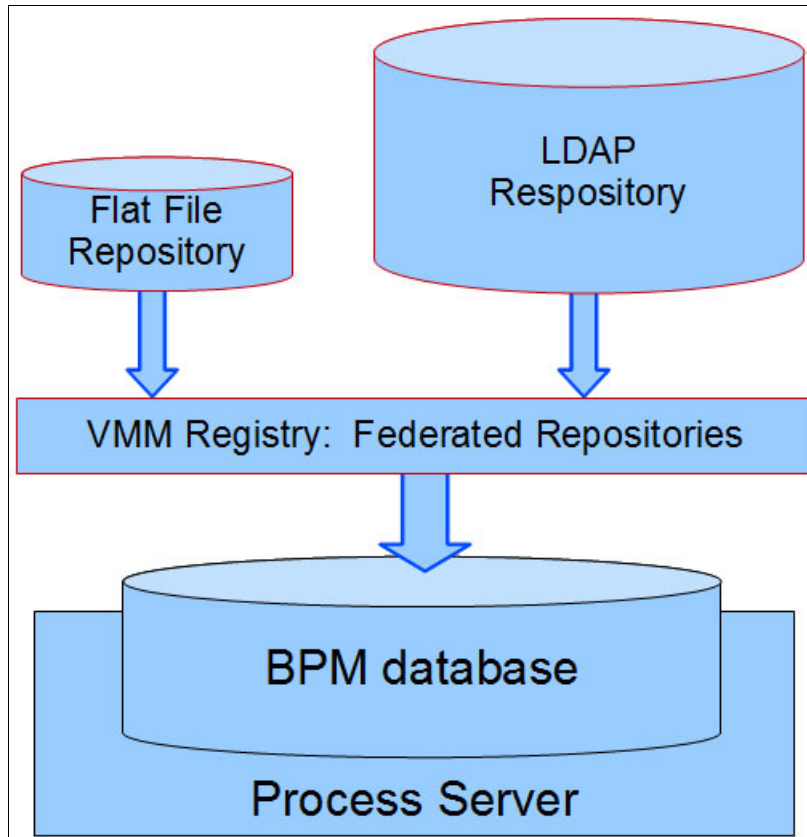 Flat File
Repository
LDAP
Respository
VMM Registry: Federated Repositories
BPM database
Process Server